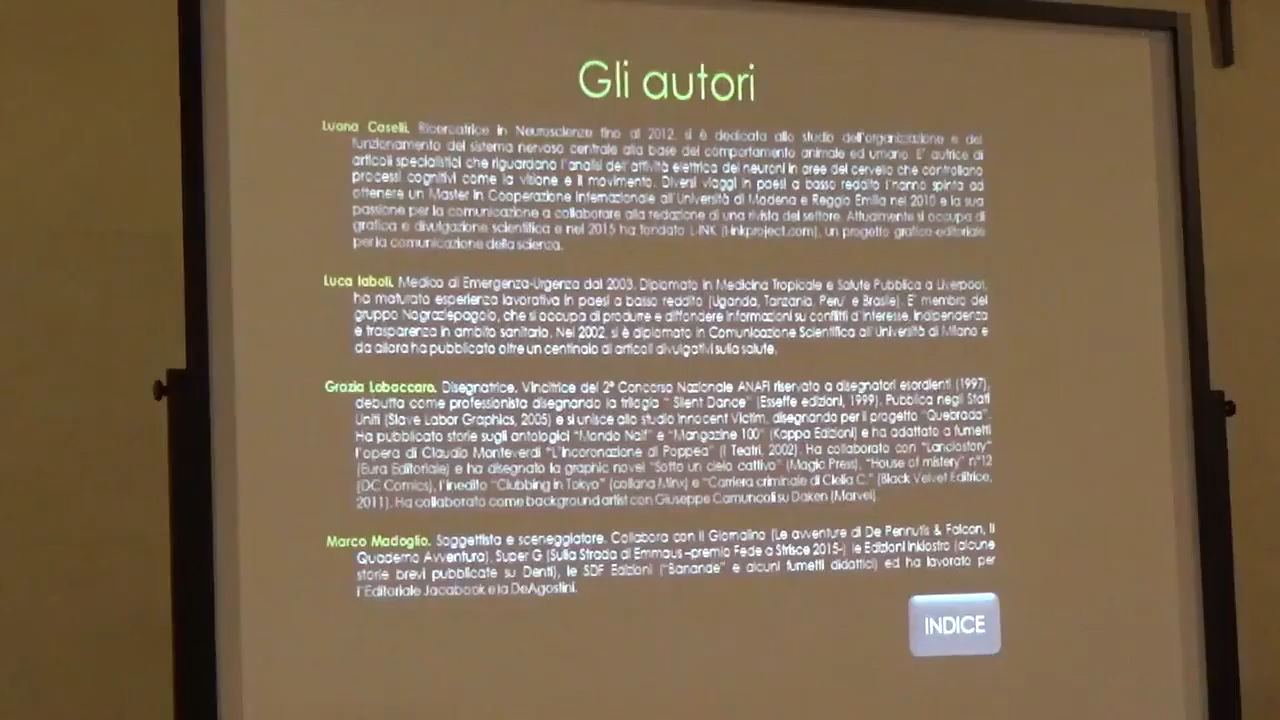 Gli autori
Luana Caselli. Ricercatrice in Neuroscienze fino al 2012, si è dedicata allo studio dell'organizzazione e del
funzionamento del sistema nervoso centrale alla base del comportamento animale ed umano. E' autrice di
articoli specialistici che riguardano l'analisi dell'attività elettrica dei neuroni in aree del cervello che controllano
processi cognitivi come la visione e il movimento. Diversi viaggi in paesi a basso reddito l'hanno spinta ad
ottenere un Master in Cooperazione Internazionale all'Università di Modena e Reggio Emilia nel 2010 e la sua
passione per la comunicazione a collaborare alla redazione di una rivista del settore. Attualmente si occupa di
grafica e divulgazione scientifica e nel 2015 ha fondato L-INK (l-inkproject.com), un progetto grafico-editoriale
per la comunicazione della scienza.
Luca Iaboli. Medico di Emergenza-Urgenza dal 2003. Diplomato in Medicina Tropicale e Salute Pubblica a Liverpool,
ha maturato esperienza lavorativa in paesi a basso reddito (Uganda, Tanzania, Peru' e Brasile). E' membro del
gruppo Nograziepagoio, che si occupa di produrre e diffondere informazioni su conflitti d'interesse, indipendenza
e trasparenza in ambito sanitario. Nel 2002, si è diplomato in Comunicazione Scientifica all'Università di Milano e
da allora ha pubblicato oltre un centinaio di articoli divulgativi sulla salute.
Grazia Lobaccaro. Disegnatrice. Vincitrice del 2° Concorso Nazionale ANAFI riservato a disegnatori esordienti (1997),
debutta come professionista disegnando la trilogia " Silent Dance" (Esseffe edizioni, 1999). Pubblica negli Stati
Uniti (Slave Labor Graphics, 2005) e si unisce allo studio Innocent Victim, disegnando per il progetto "Quebrada".
Ha pubblicato storie sugli antologici "Mondo Naif" e "Mangazine 100" (Kappa Edizioni) e ha adattato a fumetti
l'opera di Claudio Monteverdi "L'Incoronazione di Poppea" (I Teatri, 2002). Ha collaborato con "Lanciostory"
(Eura Editoriale) e ha disegnato la graphic novel "Sotto un cielo cattivo" (Magic Press), "House of mistery" n°12
(DC Comics), l'inedito "Clubbing in Tokyo" (collana Minx) e "Carriera criminale di Clelia C." (Black Velvet Editrice,
2011). Ha collaborato come background artist con Giuseppe Camuncoli su Daken (Marvel).
Marco Madoglio. Soggettista e sceneggiatore. Collabora con Il Giornalino (Le avventure di De Pennutis & Falcon, Il
Quaderno Avventura), Super G (Sulla Strada di Emmaus –premio Fede a Strisce 2015-) le Edizioni Inkiostro (alcune
storie brevi pubblicate su Denti), le SDF Edizioni ("Banande" e alcuni fumetti didattici) ed ha lavorato per
l'Editoriale Jacabook e la DeAgostini.
INDICE